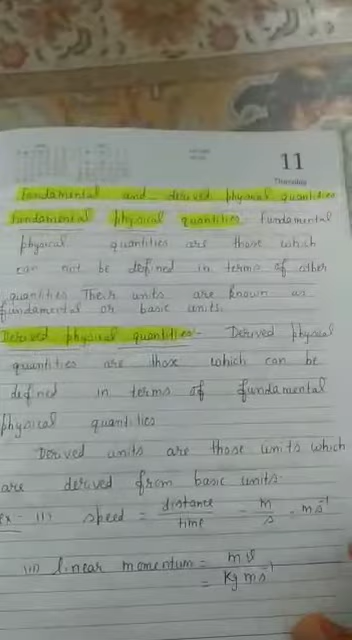 11
Thursday
Fundamental and derived physical quantities
Fundamental physical quantities Fundamental
physical quantities are those which
can not be defined in terms of other
quantities Their units are known as
fundamental or basic units.
Derived physical quantities - Derived physical
quantities are those which can be
defined in terms of fundamental
physical quantities
Derived units are those units which
are derived from basic units.
ex - (i) speed = distance/time = m/s = ms⁻¹
(ii) linear momentum = mv
= Kg ms⁻¹